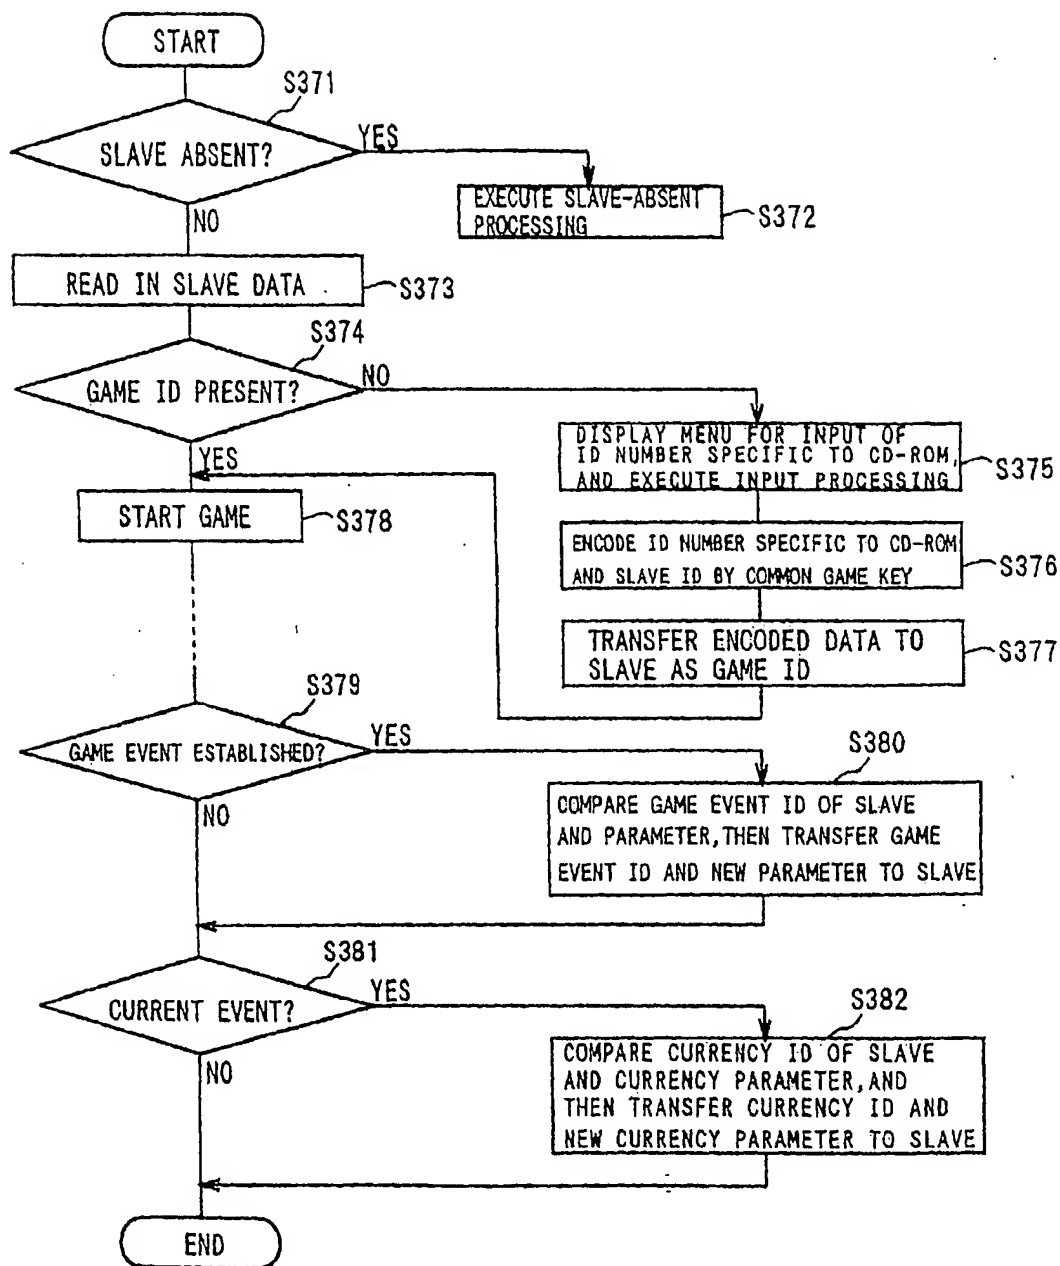 START
S371
SLAVE ABSENT?
YES
NO
EXECUTE SLAVE-ABSENT
PROCESSING
S372
READ IN SLAVE DATA
S373
S374
GAME ID PRESENT?
NO
YES
DISPLAY MENU FOR INPUT OF
ID NUMBER SPECIFIC TO CD-ROM,
AND EXECUTE INPUT PROCESSING
S375
START GAME
S378
ENCODE ID NUMBER SPECIFIC TO CD-ROM
AND SLAVE ID BY COMMON GAME KEY
S376
TRANSFER ENCODED DATA TO
SLAVE AS GAME ID
S377
S379
GAME EVENT ESTABLISHED?
YES
NO
S380
COMPARE GAME EVENT ID OF SLAVE
AND PARAMETER, THEN TRANSFER GAME
EVENT ID AND NEW PARAMETER TO SLAVE
S381
CURRENT EVENT?
YES
NO
S382
COMPARE CURRENCY ID OF SLAVE
AND CURRENCY PARAMETER, AND
THEN TRANSFER CURRENCY ID AND
NEW CURRENCY PARAMETER TO SLAVE
END